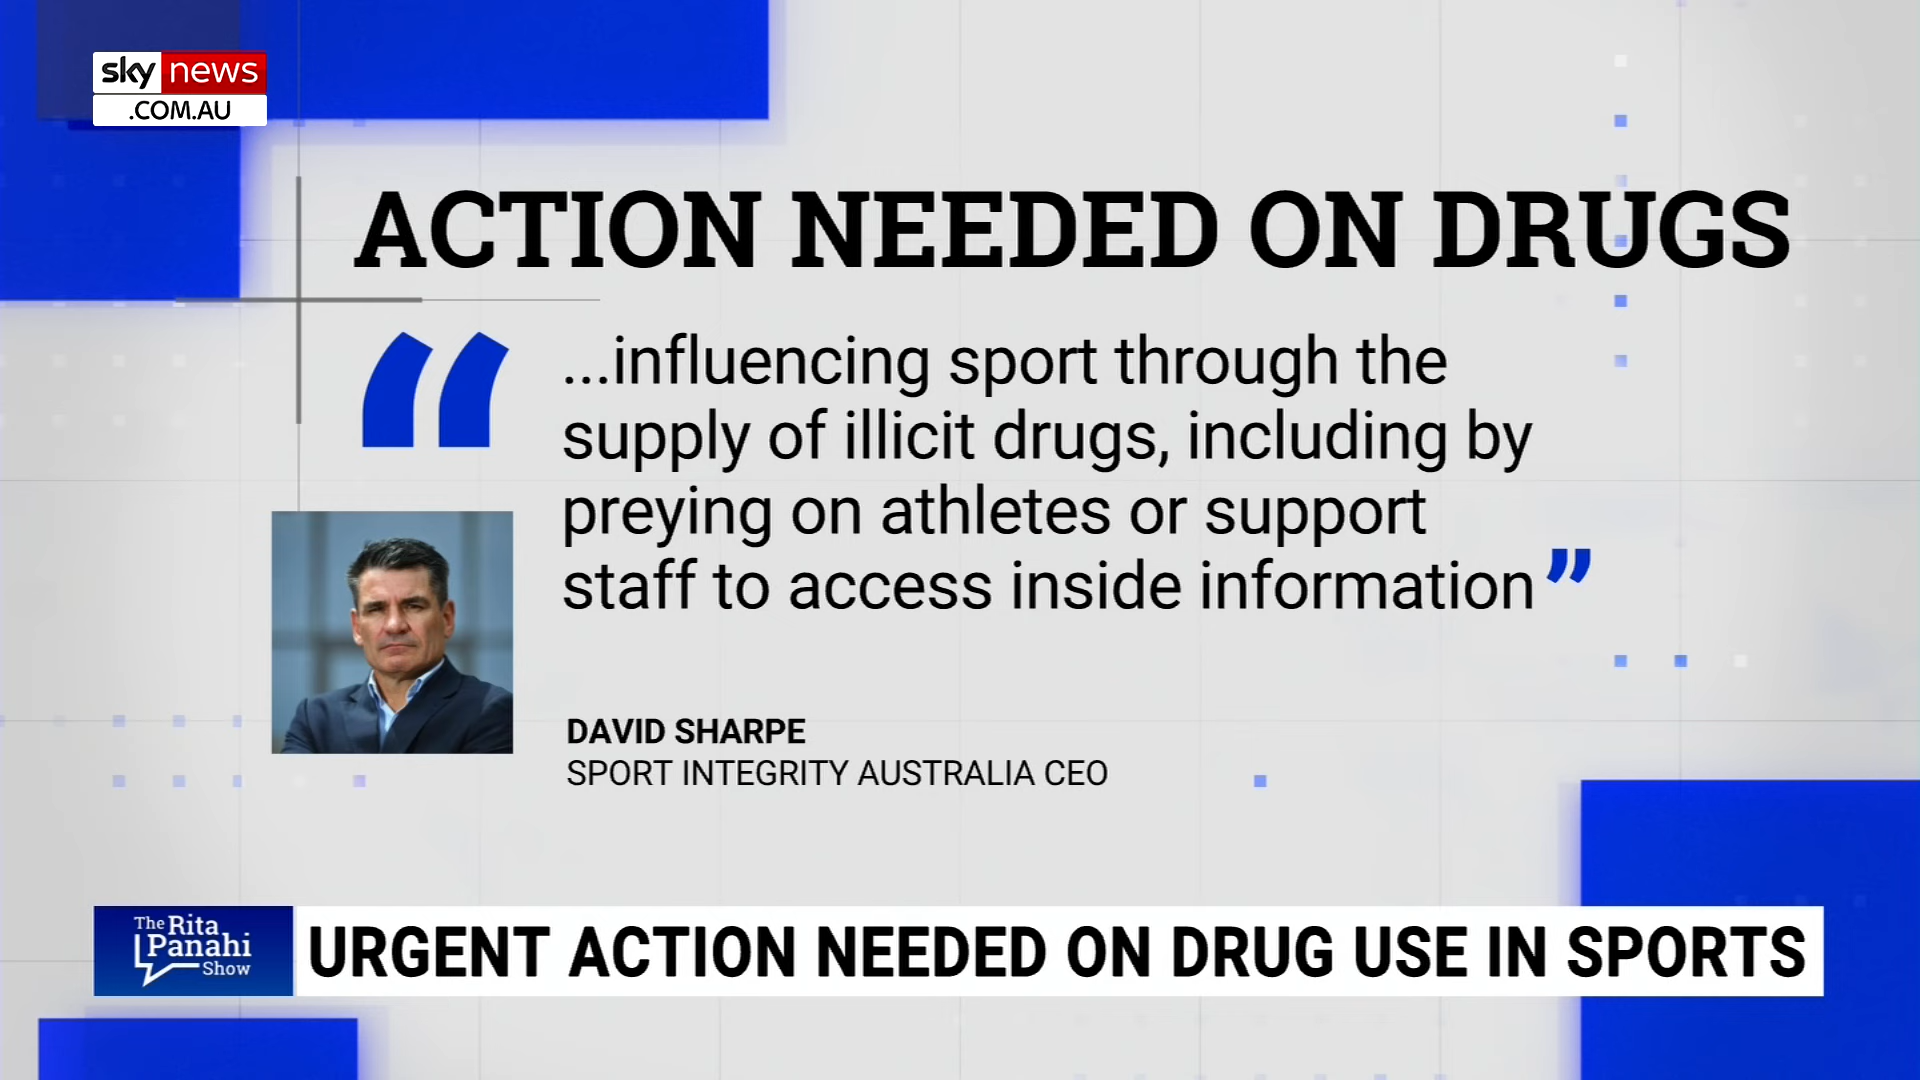 sky news
.COM.AU
ACTION NEEDED ON DRUGS
“ ...influencing sport through the
supply of illicit drugs, including by
preying on athletes or support
staff to access inside information ”
DAVID SHARPE
SPORT INTEGRITY AUSTRALIA CEO
The Rita
Panahi
Show
URGENT ACTION NEEDED ON DRUG USE IN SPORTS